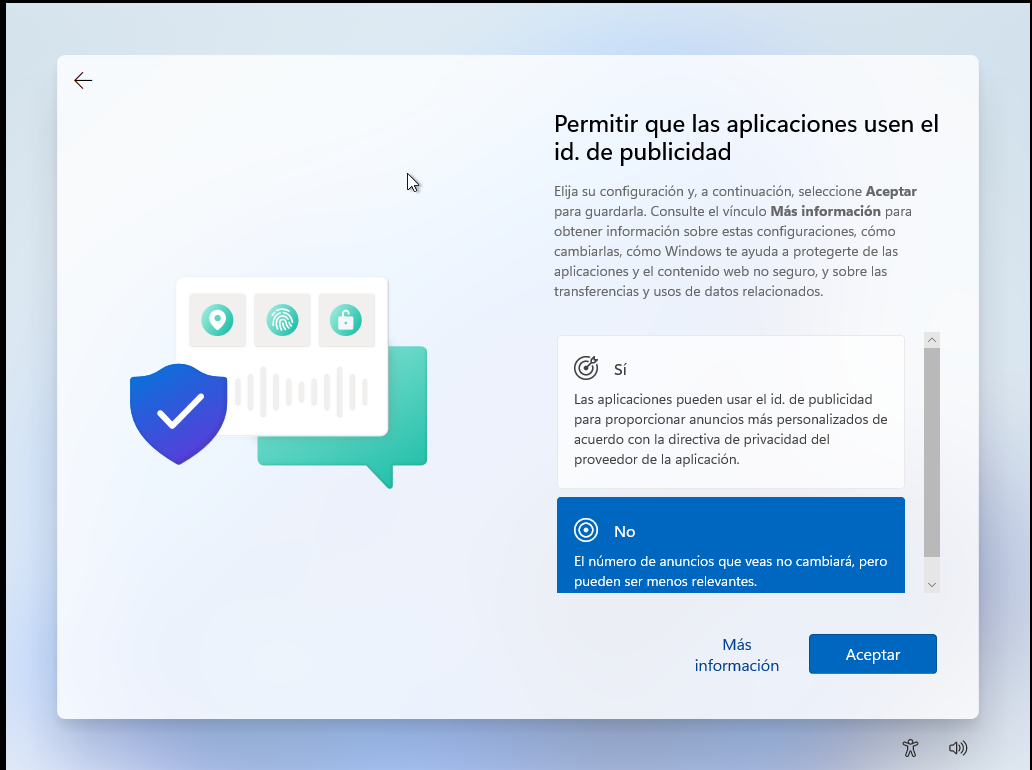 Permitir que las aplicaciones usen el
id. de publicidad
Elija su configuración y, a continuación, seleccione Aceptar
para guardarla. Consulte el vínculo Más información para
obtener información sobre estas configuraciones, cómo
cambiarlas, cómo Windows te ayuda a protegerte de las
aplicaciones y el contenido web no seguro, y sobre las
transferencias y usos de datos relacionados.
Sí
Las aplicaciones pueden usar el id. de publicidad
para proporcionar anuncios más personalizados de
acuerdo con la directiva de privacidad del
proveedor de la aplicación.
No
El número de anuncios que veas no cambiará, pero
pueden ser menos relevantes.
Más
información
Aceptar